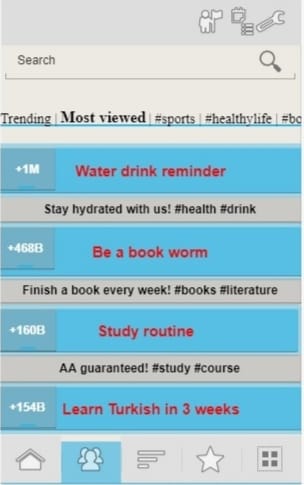 Search
Trending | Most viewed | #sports | #healthylife | #bo
+1M
Water drink reminder
Stay hydrated with us! #health #drink
+468B
Be a book worm
Finish a book every week! #books #literature
+160B
Study routine
AA guaranteed! #study #course
+154B
Learn Turkish in 3 weeks